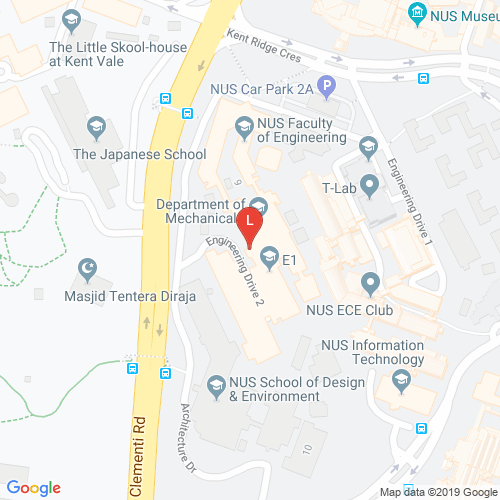 NUS Museum
The Little Skool-house
at Kent Vale
Kent Ridge Cres
NUS Car Park 2A
P
NUS Faculty
of Engineering
The Japanese School
Engineering Drive 1
T-Lab
9
Department of
Mechanical
L
Engineering Drive 2
E1
Masjid Tentera Diraja
NUS ECE Club
NUS Information
Technology
NUS School of Design
& Environment
Clementi Rd
Architecture Dr
10
Google
Map data ©2019 Google